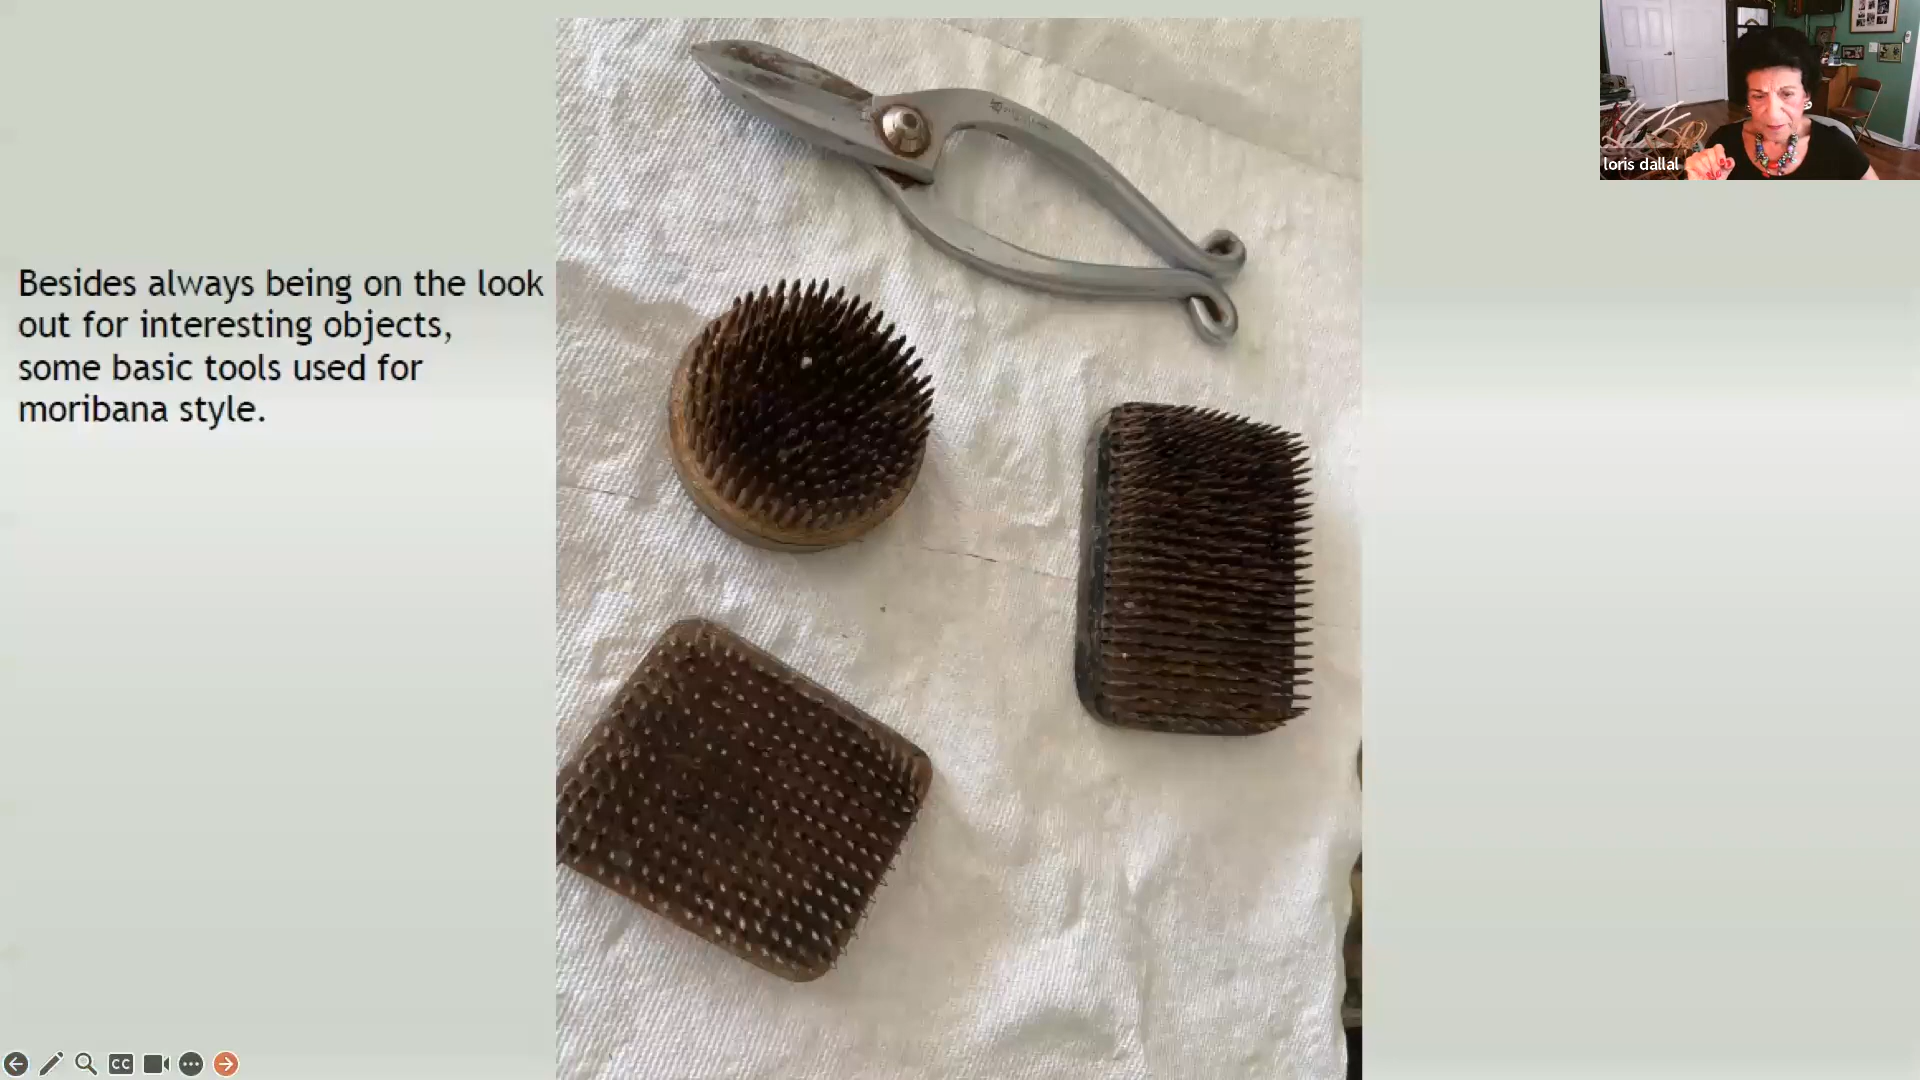 loris dallal
Besides always being on the look
out for interesting objects,
some basic tools used for
moribana style.
CC